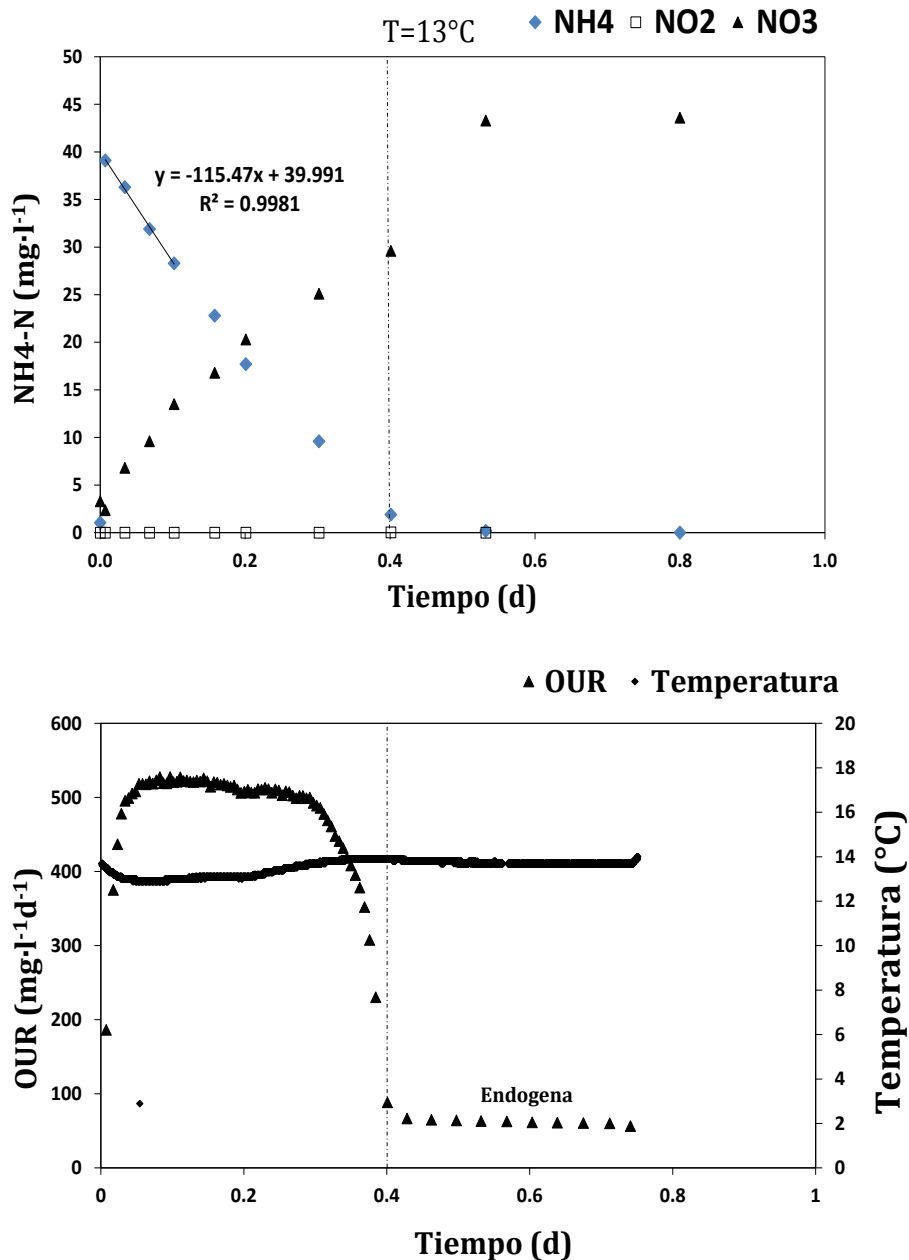 T=13°C
NH4 NO2 NO3
50
45
40
35
30
25
20
15
10
5
0
NH4-N (mg·l-1)
y = -115.47x + 39.991
R² = 0.9981
0.0 0.2 0.4 0.6 0.8 1.0
Tiempo (d)
OUR Temperatura
600
500
400
300
200
100
0
OUR (mg·l-1d-1)
Endogena
20
18
16
14
12
10
8
6
4
2
0
Temperatura (°C)
0 0.2 0.4 0.6 0.8 1
Tiempo (d)